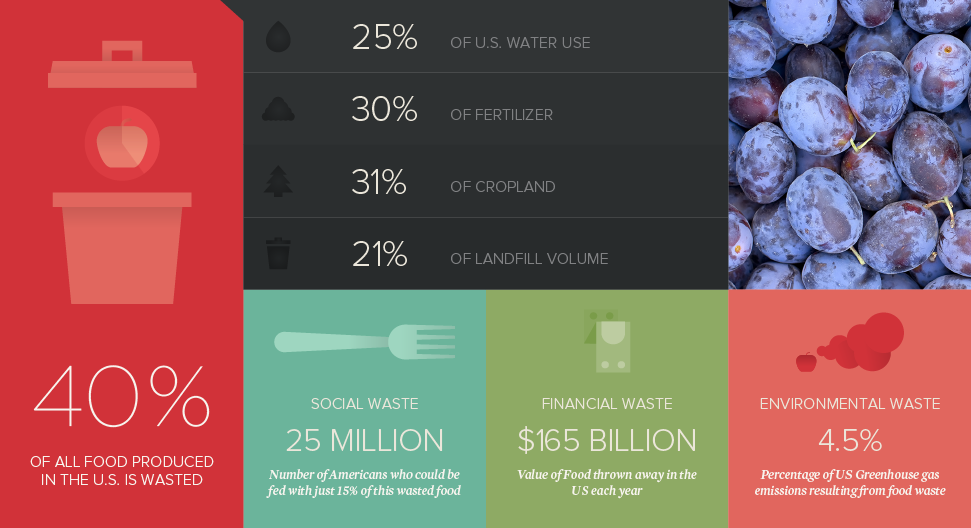 40%
OF ALL FOOD PRODUCED
IN THE U.S. IS WASTED
25% OF U.S. WATER USE
30% OF FERTILIZER
31% OF CROPLAND
21% OF LANDFILL VOLUME
SOCIAL WASTE
25 MILLION
Number of Americans who could be
fed with just 15% of this wasted food
FINANCIAL WASTE
$165 BILLION
Value of Food thrown away in the
US each year
ENVIRONMENTAL WASTE
4.5%
Percentage of US Greenhouse gas
emissions resulting from food waste